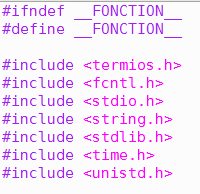 #ifndef __FONCTION__
#define __FONCTION__
#include <termios.h>
#include <fcntl.h>
#include <stdio.h>
#include <string.h>
#include <stdlib.h>
#include <time.h>
#include <unistd.h>